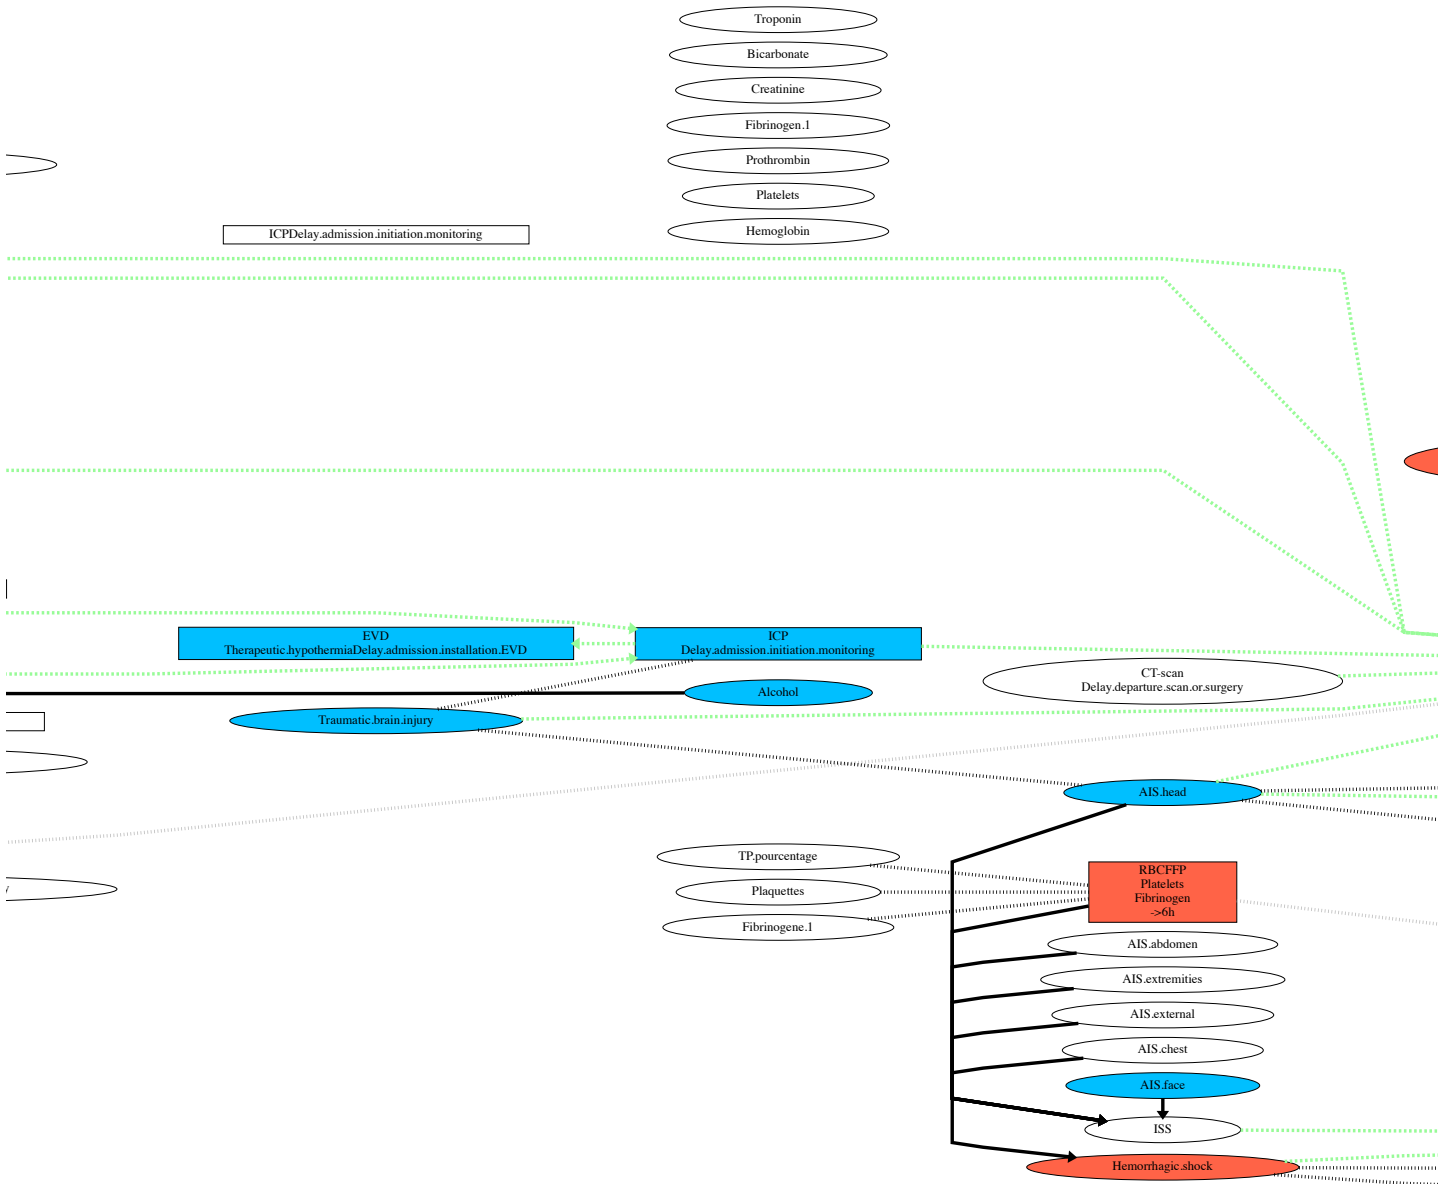 Troponin
Bicarbonate
Creatinine
Fibrinogen.1
Prothrombin
Platelets
Hemoglobin
ICPDelay.admission.initiation.monitoring
EVD
Therapeutic.hypothermiaDelay.admission.installation.EVD
ICP
Delay.admission.initiation.monitoring
CT-scan
Delay.departure.scan.or.surgery
Alcohol
Traumatic.brain.injury
AIS.head
TP.pourcentage
Plaquettes
Fibrinogene.1
RBCFFP
Platelets
Fibrinogen
->6h
AIS.abdomen
AIS.extremities
AIS.external
AIS.chest
AIS.face
ISS
Hemorrhagic.shock